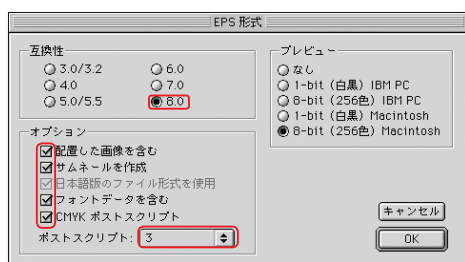 EPS 形式
互換性
3.0/3.2
6.0
4.0
7.0
5.0/5.5
8.0
オプション
配置した画像を含む
サムネールを作成
日本語版のファイル形式を使用
フォントデータを含む
CMYK ポストスクリプト
ポストスクリプト: 3
プレビュー
なし
1-bit (白黒) IBM PC
8-bit (256色) IBM PC
1-bit (白黒) Macintosh
8-bit (256色) Macintosh
キャンセル
OK